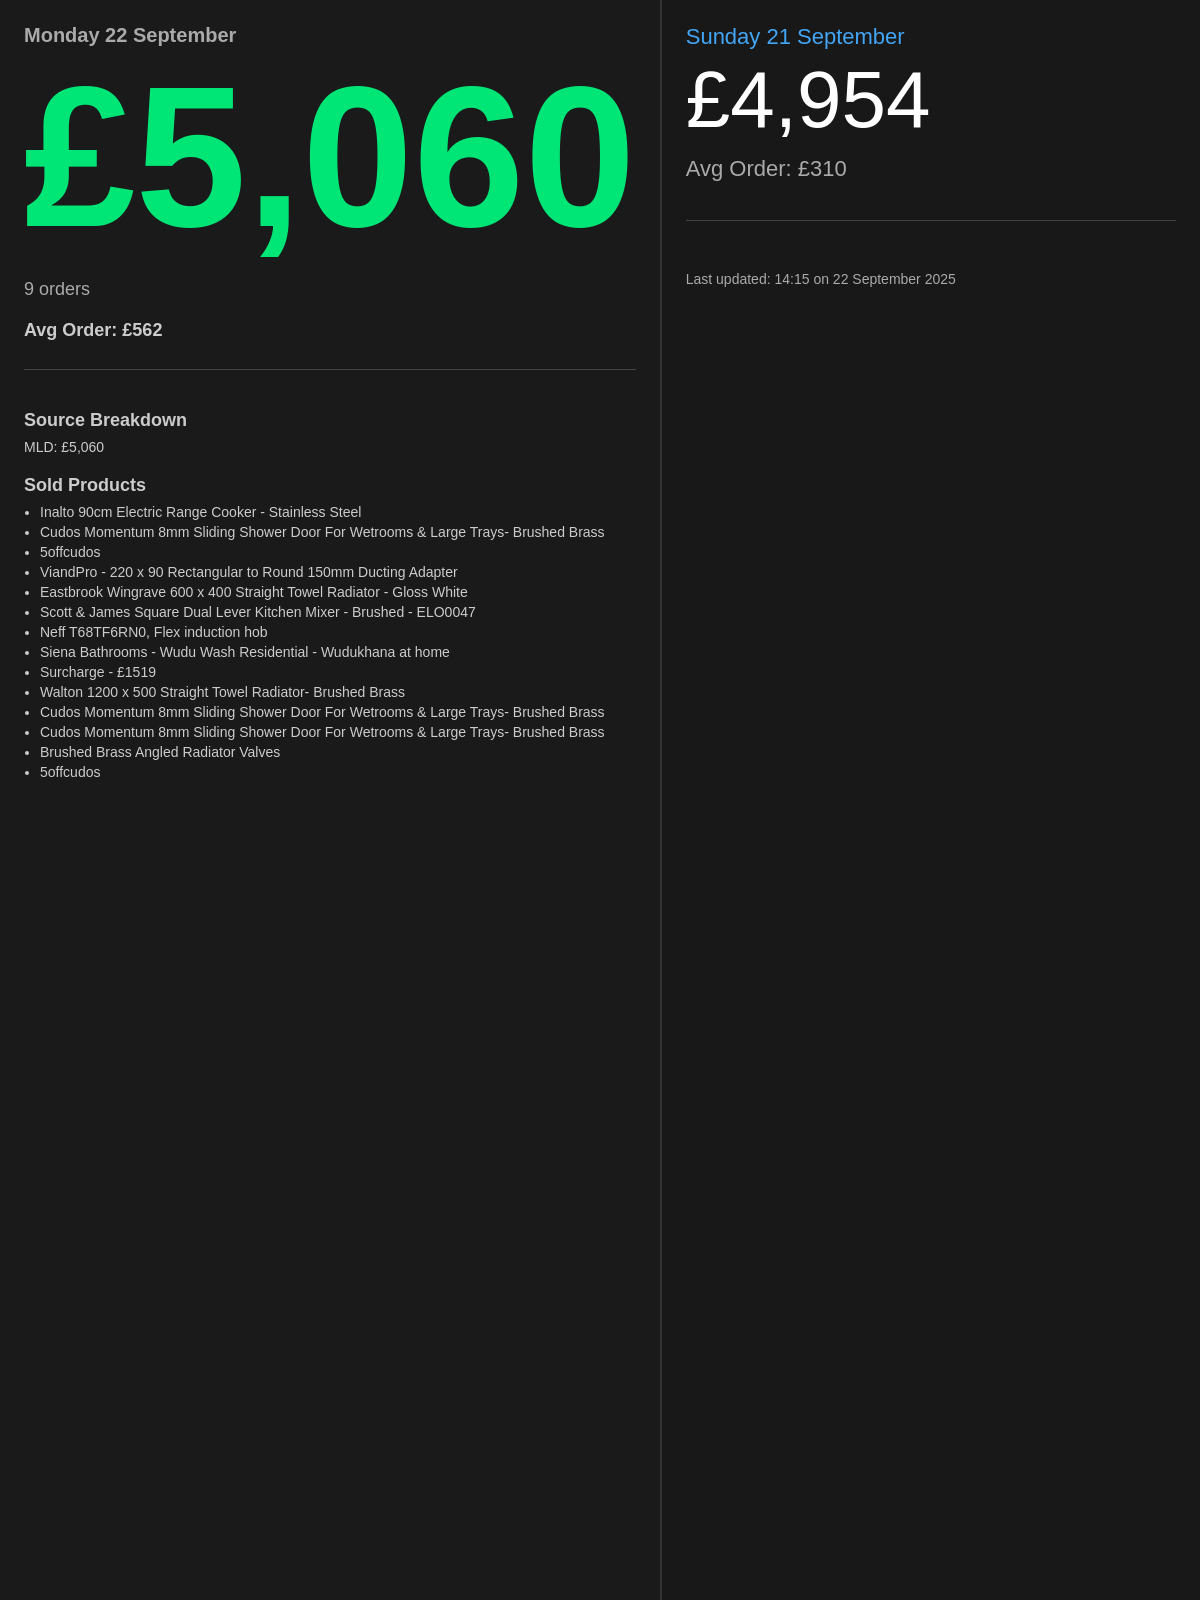 Monday 22 September
£5,060
9 orders
Avg Order: £562
Source Breakdown
MLD: £5,060
Sold Products
• Inalto 90cm Electric Range Cooker - Stainless Steel
• Cudos Momentum 8mm Sliding Shower Door For Wetrooms & Large Trays- Brushed Brass
• 5offcudos
• ViandPro - 220 x 90 Rectangular to Round 150mm Ducting Adapter
• Eastbrook Wingrave 600 x 400 Straight Towel Radiator - Gloss White
• Scott & James Square Dual Lever Kitchen Mixer - Brushed - ELO0047
• Neff T68TF6RN0, Flex induction hob
• Siena Bathrooms - Wudu Wash Residential - Wudukhana at home
• Surcharge - £1519
• Walton 1200 x 500 Straight Towel Radiator- Brushed Brass
• Cudos Momentum 8mm Sliding Shower Door For Wetrooms & Large Trays- Brushed Brass
• Cudos Momentum 8mm Sliding Shower Door For Wetrooms & Large Trays- Brushed Brass
• Brushed Brass Angled Radiator Valves
• 5offcudos
Sunday 21 September
£4,954
Avg Order: £310
Last updated: 14:15 on 22 September 2025